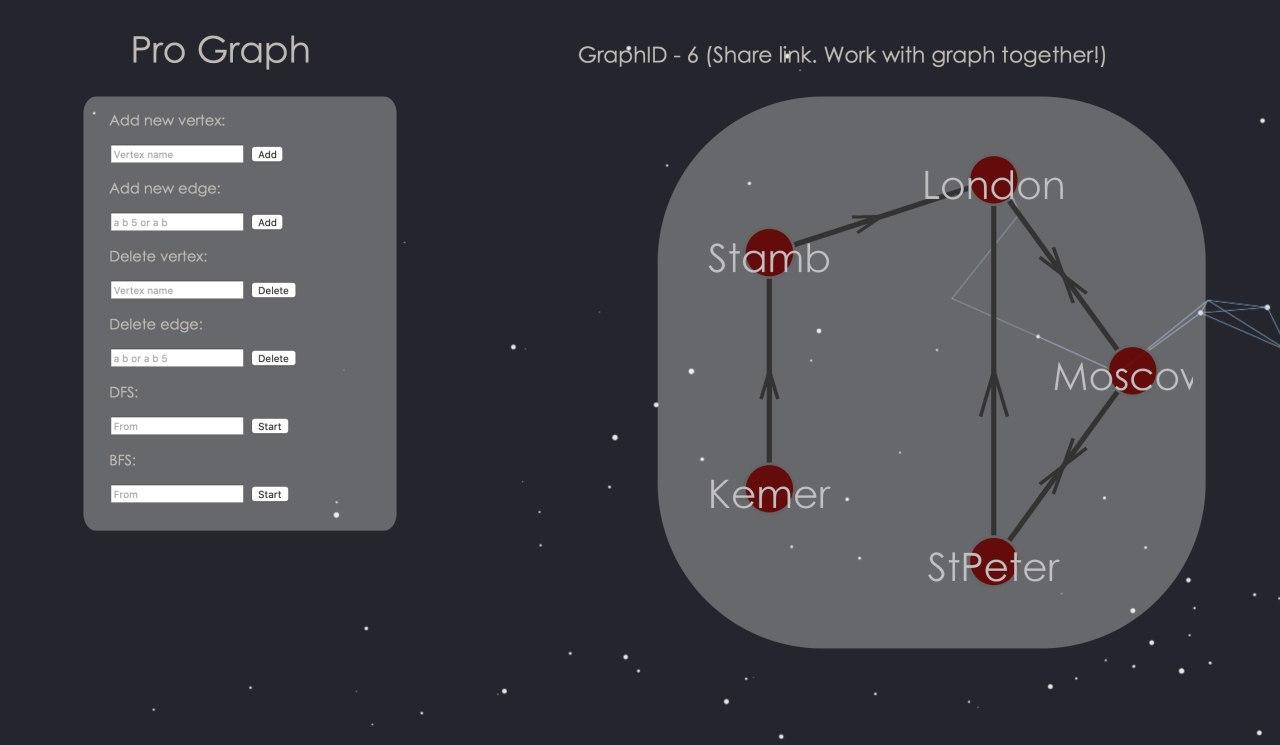 Pro Graph
GraphID - 6 (Share link. Work with graph together!)
Add new vertex:
Vertex name Add
Add new edge:
a b 5 or a b Add
Delete vertex:
Vertex name Delete
Delete edge:
a b or a b 5 Delete
DFS:
From Start
BFS:
From Start
London
Stamb
Moscov
Kemer
StPeter